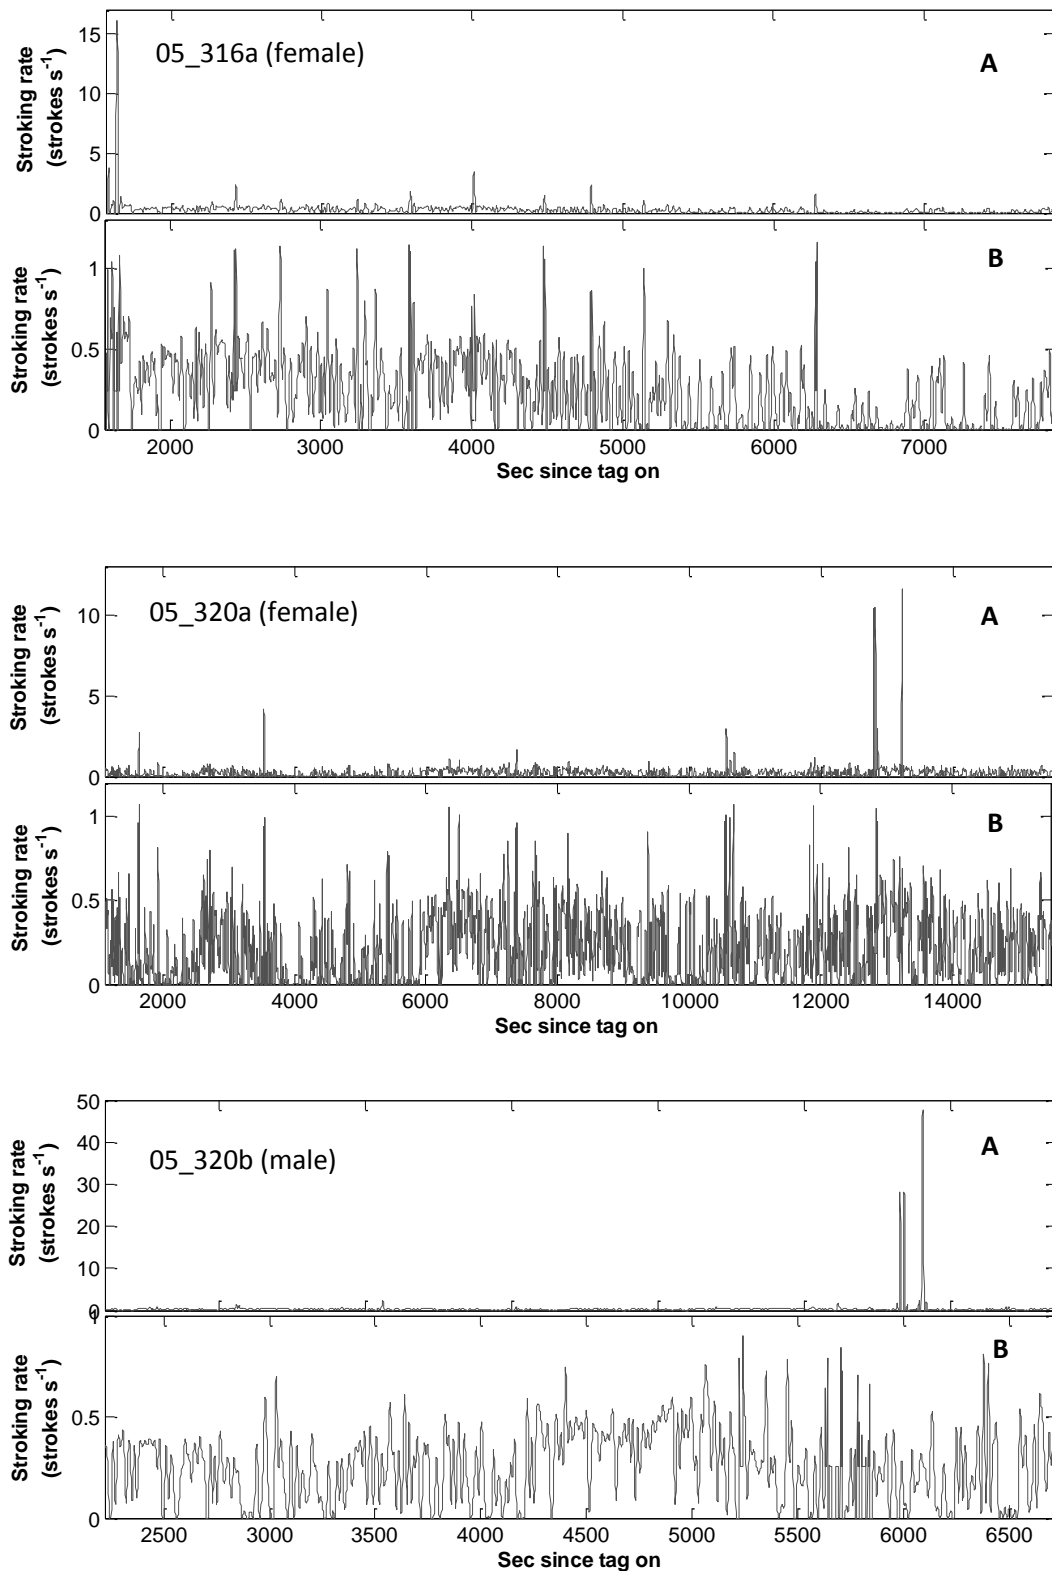 05_316a (female)
A
Stroking rate
(strokes s-1)
15
10
5
0
B
Stroking rate
(strokes s-1)
1
0.5
0
2000 3000 4000 5000 6000 7000
Sec since tag on
05_320a (female)
A
Stroking rate
(strokes s-1)
10
5
0
B
Stroking rate
(strokes s-1)
1
0.5
0
2000 4000 6000 8000 10000 12000 14000
Sec since tag on
05_320b (male)
A
Stroking rate
(strokes s-1)
50
40
30
20
10
0
B
Stroking rate
(strokes s-1)
1
0.5
0
2500 3000 3500 4000 4500 5000 5500 6000 6500
Sec since tag on